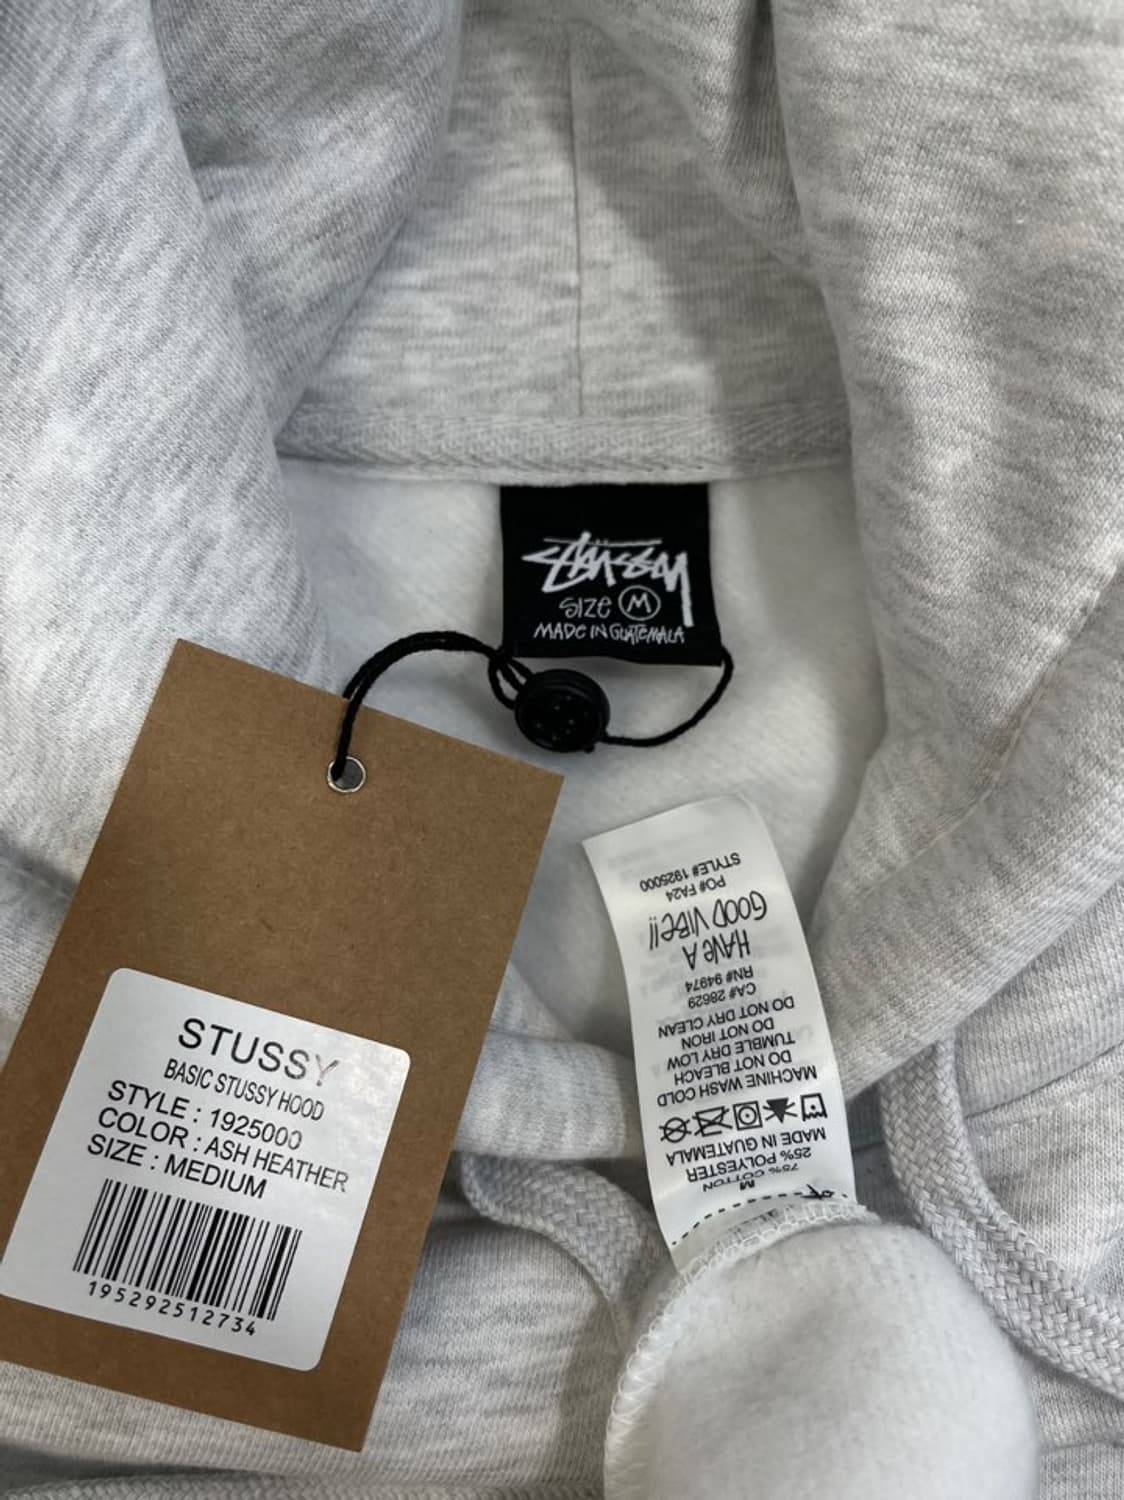 STÜSSY
SIZE M
MADE IN GUATEMALA
STUSSY
BASIC STUSSY HOOD
STYLE : 1925000
COLOR : ASH HEATHER
SIZE : MEDIUM
195292512734
M
75% COTTON
25% POLYESTER
MADE IN GUATEMALA
MACHINE WASH COLD
DO NOT BLEACH
TUMBLE DRY LOW
DO NOT IRON
DO NOT DRY CLEAN
CA# 28629
RN# 94974
HAVE A
GOOD VIBE!!
PO# FA24
STYLE# 1925000